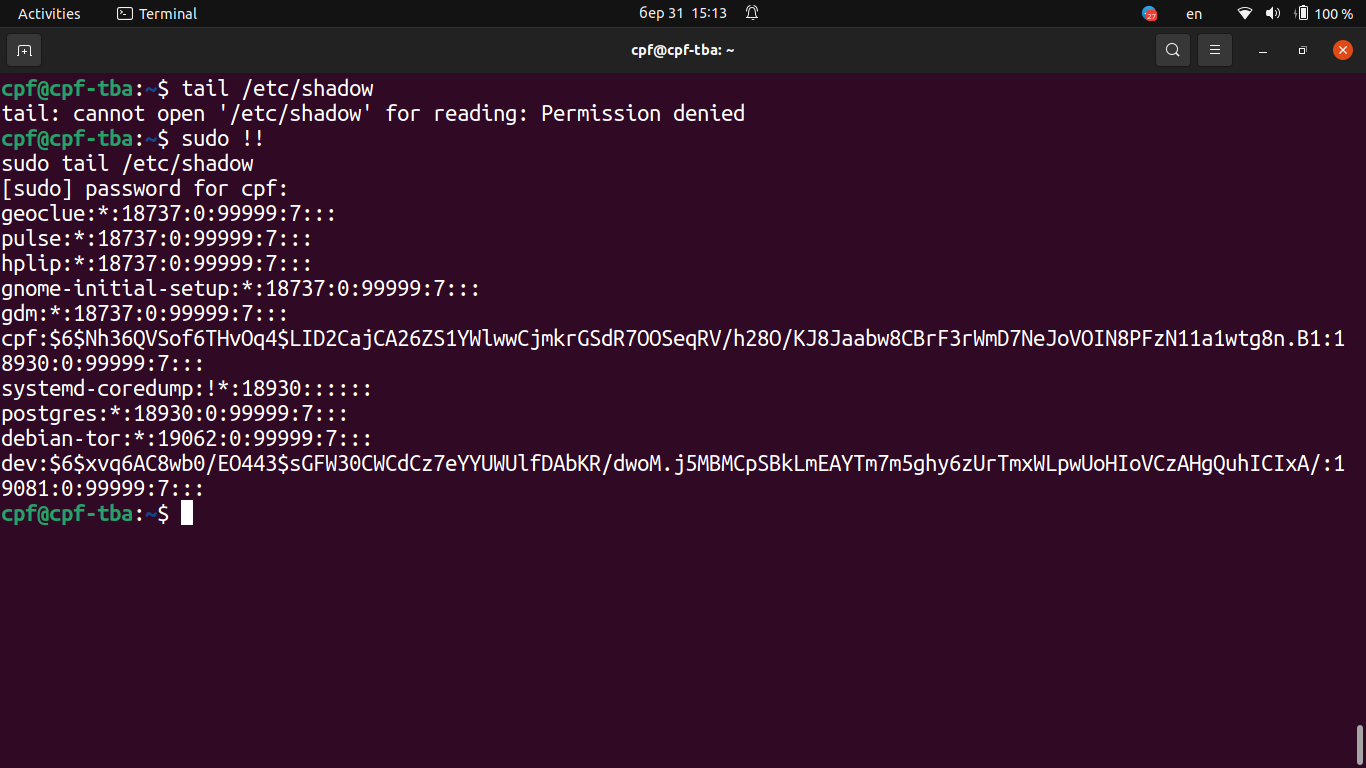 Activities
Terminal
бер 31 15:13
27
en
100 %
cpf@cpf-tba: ~
cpf@cpf-tba:~$ tail /etc/shadow
tail: cannot open '/etc/shadow' for reading: Permission denied
cpf@cpf-tba:~$ sudo !!
sudo tail /etc/shadow
[sudo] password for cpf:
geoclue:*:18737:0:99999:7:::
pulse:*:18737:0:99999:7:::
hplip:*:18737:0:99999:7:::
gnome-initial-setup:*:18737:0:99999:7:::
gdm:*:18737:0:99999:7:::
cpf:$6$Nh36QVSof6THvOq4$LID2CajCA26ZS1YWlwwCjmkrGSdR7OOSeqRV/h28O/KJ8Jaabw8CBrF3rWmD7NeJoVOIN8PFzN11a1wtg8n.B1:1
8930:0:99999:7:::
systemd-coredump:!*:18930::::::
postgres:*:18930:0:99999:7:::
debian-tor:*:19062:0:99999:7:::
dev:$6$xvq6AC8wb0/EO443$sGFW30CWCdCz7eYYUWUlfDAbKR/dwoM.j5MBMCpSBkLmEAYTm7m5ghy6zUrTmxWLpwUoHIoVCzAHgQuhICIxA/:1
9081:0:99999:7:::
cpf@cpf-tba:~$